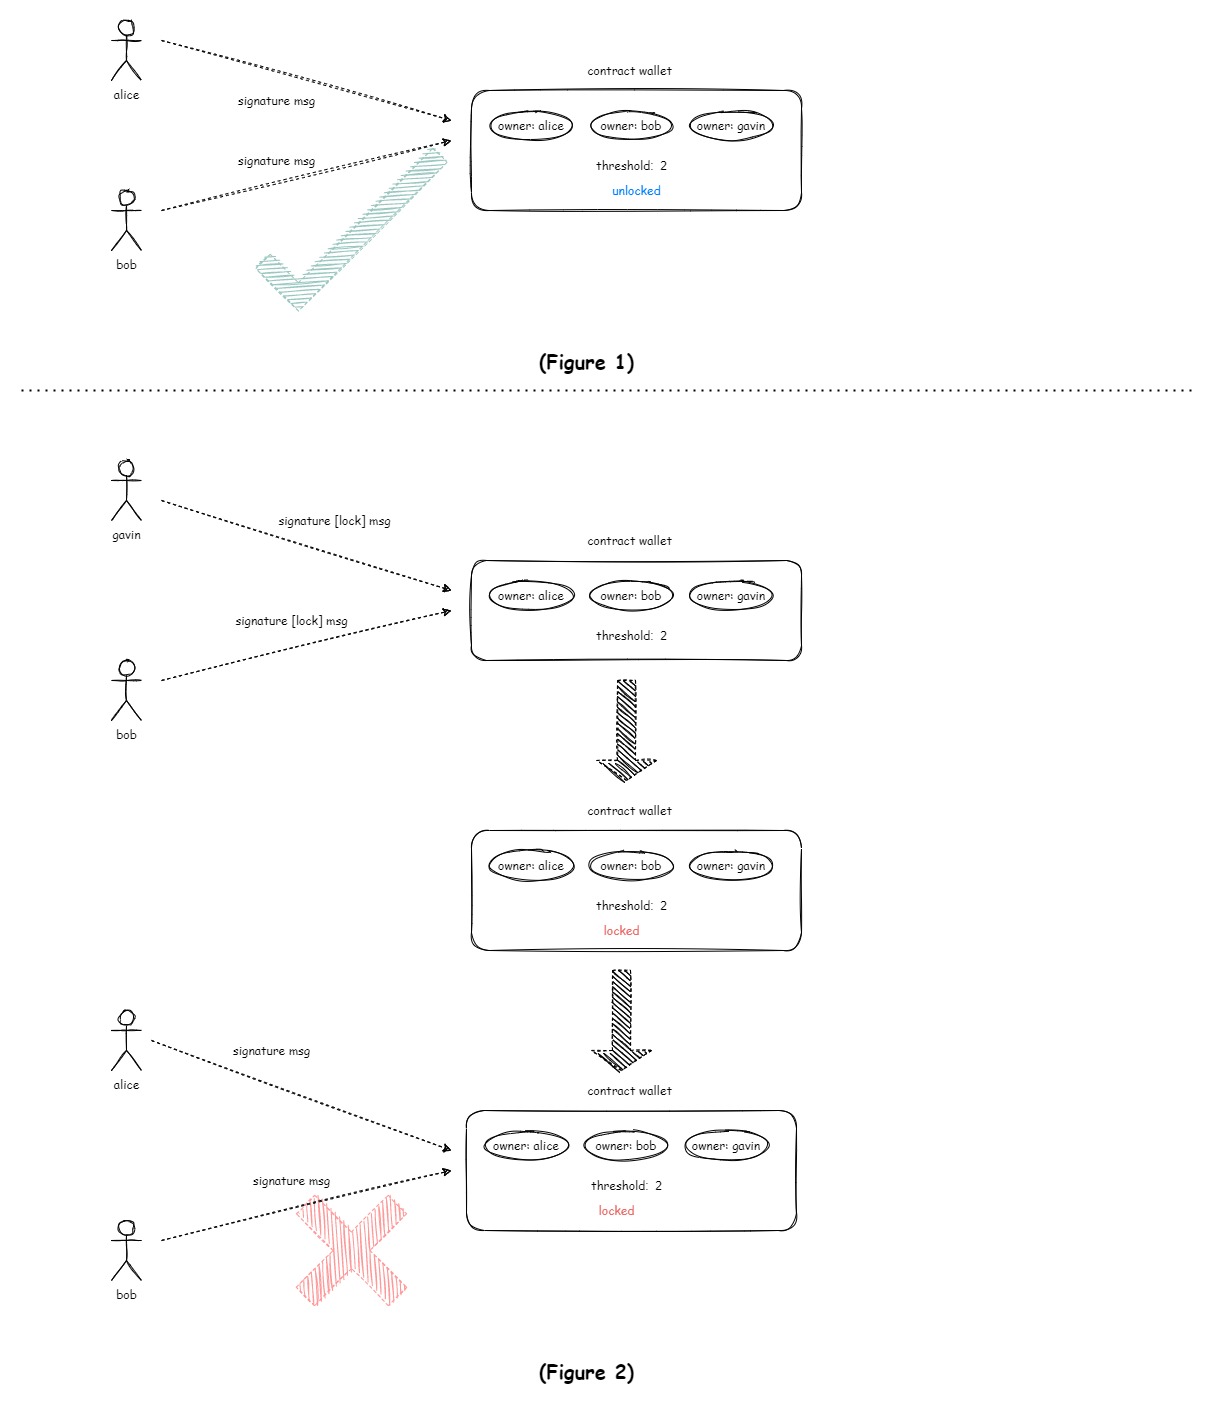 alice
signature msg
signature msg
bob
contract wallet
owner: alice owner: bob owner: gavin
threshold: 2
unlocked
(Figure 1)
gavin
signature [lock] msg
signature [lock] msg
bob
contract wallet
owner: alice owner: bob owner: gavin
threshold: 2
contract wallet
owner: alice owner: bob owner: gavin
threshold: 2
locked
alice
signature msg
signature msg
bob
contract wallet
owner: alice owner: bob owner: gavin
threshold: 2
locked
(Figure 2)